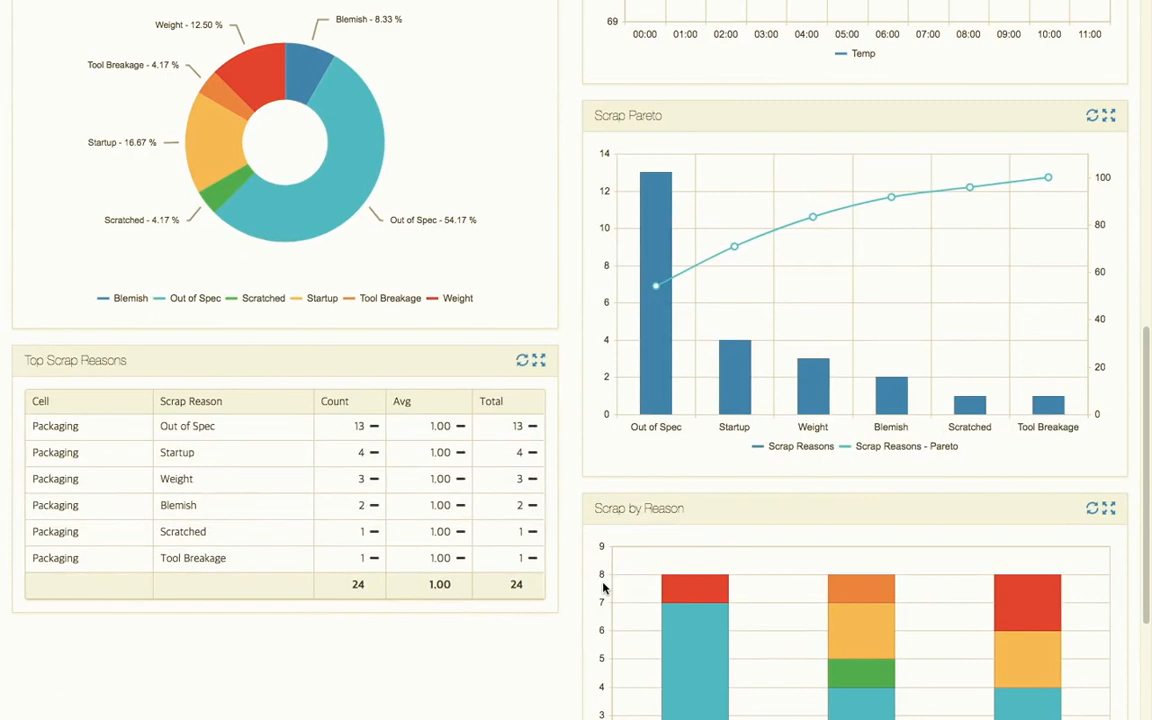 Weight - 12.50 %
Blemish - 8.33 %
Tool Breakage - 4.17 %
Startup - 16.67 %
Scratched - 4.17 %
Out of Spec - 54.17 %
Blemish Out of Spec Scratched Startup Tool Breakage Weight
Top Scrap Reasons
Cell Scrap Reason Count Avg Total
Packaging Out of Spec 13 1.00 13
Packaging Startup 4 1.00 4
Packaging Weight 3 1.00 3
Packaging Blemish 2 1.00 2
Packaging Scratched 1 1.00 1
Packaging Tool Breakage 1 1.00 1
24 1.00 24
69
00:00 01:00 02:00 03:00 04:00 05:00 06:00 07:00 08:00 09:00 10:00 11:00
Temp
Scrap Pareto
14
12
10
8
6
4
2
0
100
80
60
40
20
0
Out of Spec Startup Weight Blemish Scratched Tool Breakage
Scrap Reasons Scrap Reasons - Pareto
Scrap by Reason
9
8
7
6
5
4
3